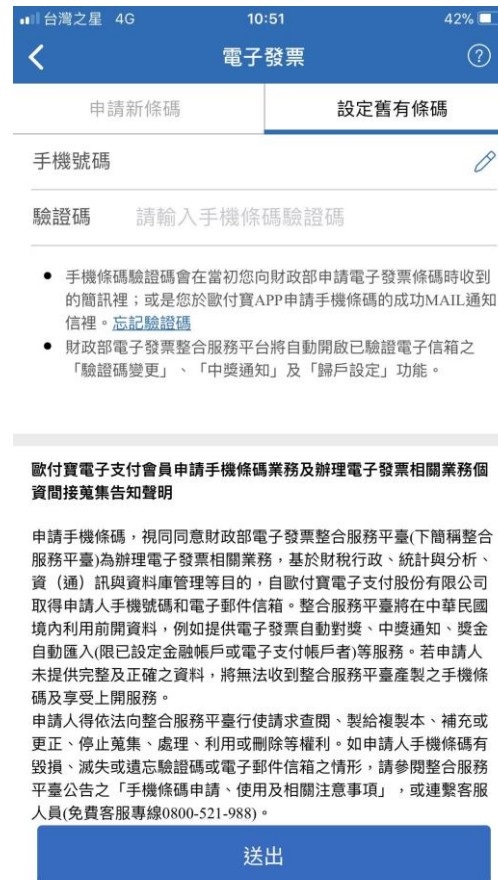 台灣之星 4G 10:51 42%
電子發票
申請新條碼 設定舊有條碼
手機號碼
驗證碼 請輸入手機條碼驗證碼
• 手機條碼驗證碼會在當初您向財政部申請電子發票條碼時收到
的簡訊裡；或是您於歐付寶APP申請手機條碼的成功MAIL通知
信裡。忘記驗證碼
• 財政部電子發票整合服務平台將自動開啟已驗證電子信箱之
「驗證碼變更」、「中獎通知」及「歸戶設定」功能。
歐付寶電子支付會員申請手機條碼業務及辦理電子發票相關業務個
資間接蒐集告知聲明
申請手機條碼，視同同意財政部電子發票整合服務平臺(下簡稱整合
服務平臺)為辦理電子發票相關業務，基於財稅行政、統計與分析、
資（通）訊與資料庫管理等目的，自歐付寶電子支付股份有限公司
取得申請人手機號碼和電子郵件信箱。整合服務平臺將在中華民國
境內利用前開資料，例如提供電子發票自動對獎、中獎通知、獎金
自動匯入(限已設定金融帳戶或電子支付帳戶者)等服務。若申請人
未提供完整及正確之資料，將無法收到整合服務平臺產製之手機條
碼及享受上開服務。
申請人得依法向整合服務平臺行使請求查閱、製給複製本、補充或
更正、停止蒐集、處理、利用或刪除等權利。如申請人手機條碼有
毀損、滅失或遺忘驗證碼或電子郵件信箱之情形，請參閱整合服務
平臺公告之「手機條碼申請、使用及相關注意事項」，或連繫客服
人員(免費客服專線0800-521-988)。
送出